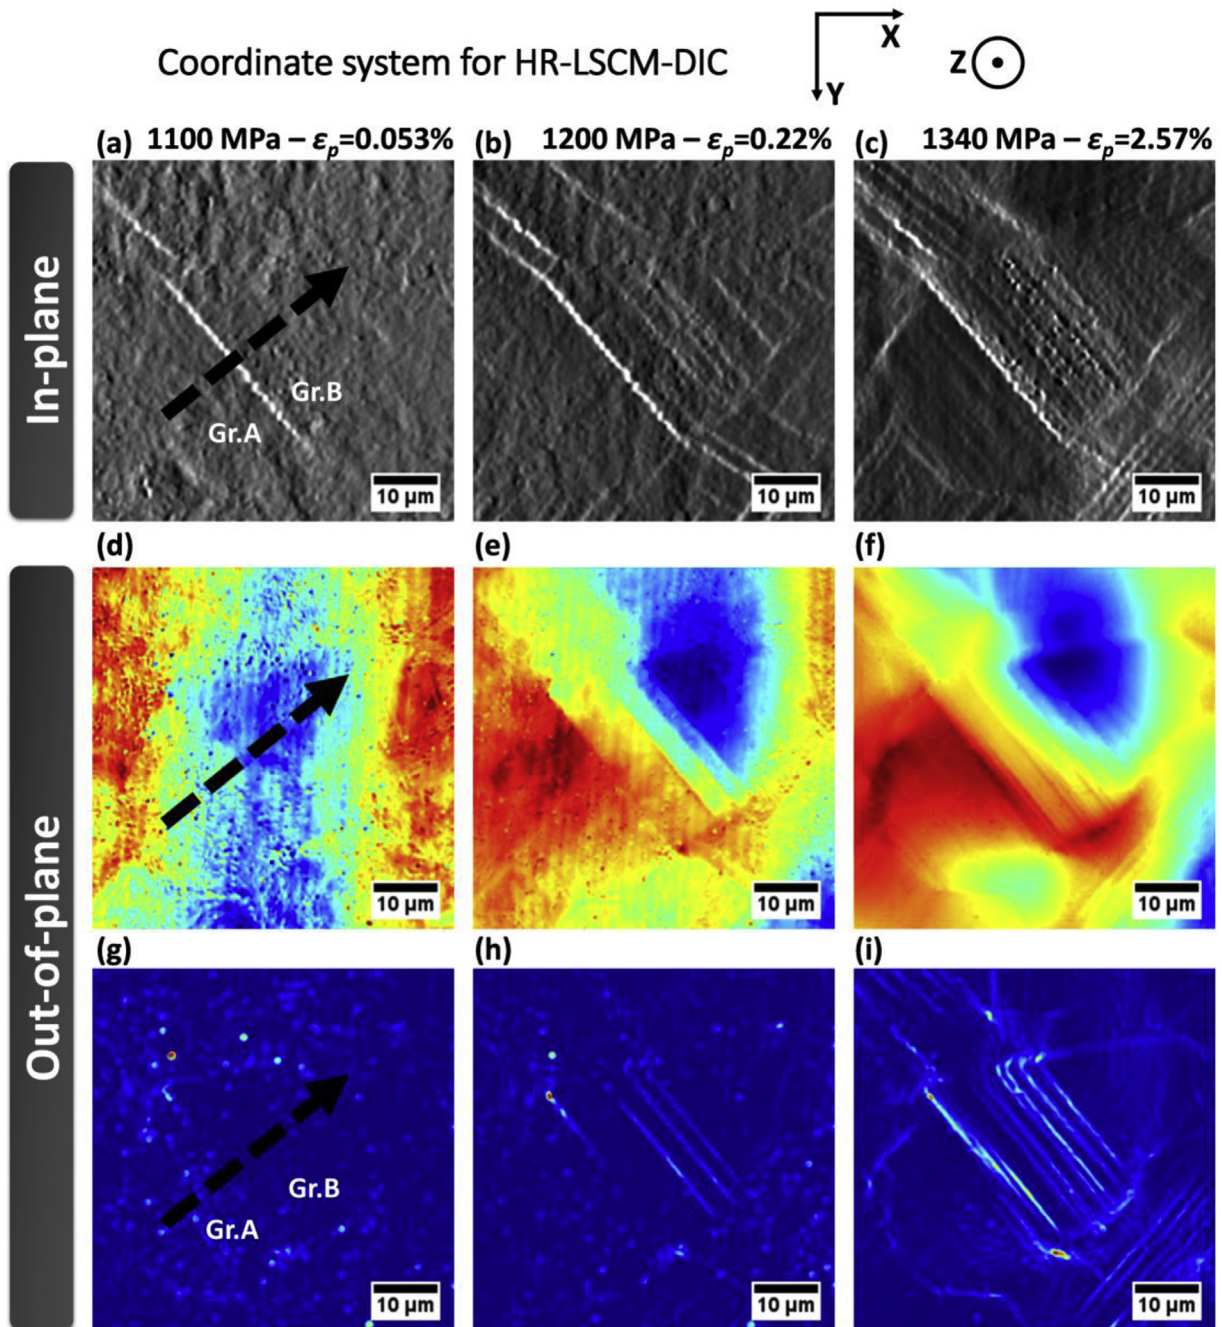 X
Coordinate system for HR-LSCM-DIC
Z
Y
(a) 1100 MPa – εp=0.053%
(b) 1200 MPa – εp=0.22%
(c) 1340 MPa – εp=2.57%
In-plane
Gr.B
Gr.A
10 µm
10 µm
10 µm
(d)
(e)
(f)
Out-of-plane
10 µm
10 µm
10 µm
(g)
(h)
(i)
Gr.B
Gr.A
10 µm
10 µm
10 µm